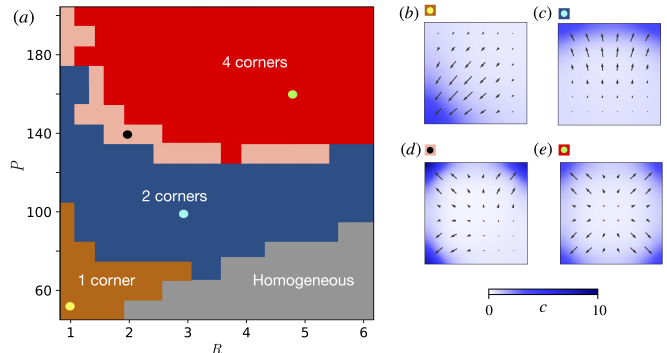 (a)
180
140
100
60
P
4 corners
2 corners
1 corner
Homogeneous
1 2 3 4 5 6
R
(b)
(c)
(d)
(e)
0 10
c